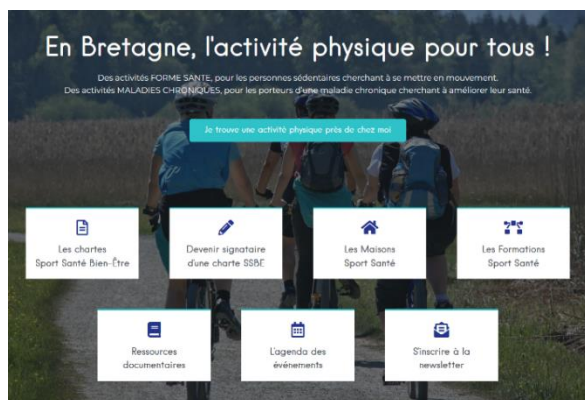 En Bretagne, l'activité physique pour tous !
Des activités FORME SANTE, pour les personnes sédentaires cherchant à se mettre en mouvement.
Des activités MALADIES CHRONIQUES, pour les porteurs d'une maladie chronique cherchant à améliorer leur santé.
Je trouve une activité physique près de chez moi
Les chartes
Sport Santé Bien-Être
Devenir signataire
d'une charte SSBE
Les Maisons
Sport Santé
Les Formations
Sport Santé
Ressources
documentaires
L'agenda des
événements
S'inscrire à la
newsletter